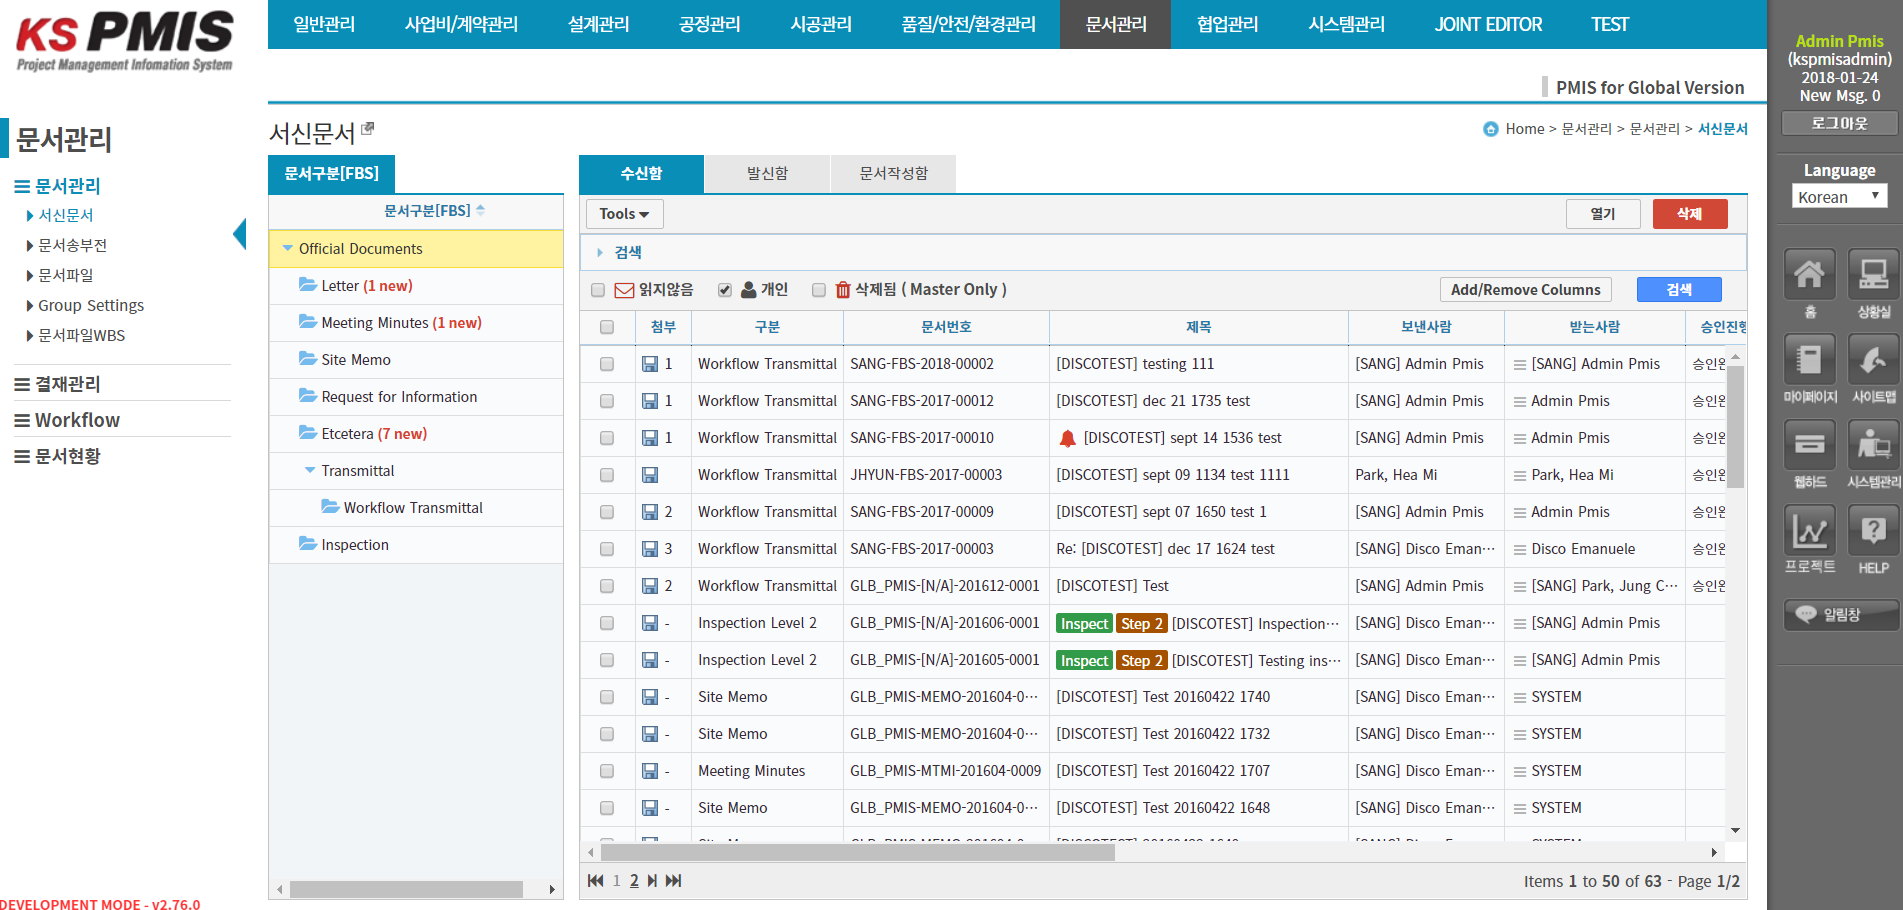 KS PMIS
Project Management Infomation System
일반관리 사업비/계약관리 설계관리 공정관리 시공관리 품질/안전/환경관리 문서관리 협업관리 시스템관리 JOINT EDITOR TEST
PMIS for Global Version
Admin Pmis
(kspmisadmin)
2018-01-24
New Msg. 0
로그아웃
Language
Korean
홈 상황실
마이페이지 사이트맵
웹하드 시스템관리
프로젝트 HELP
알림창
문서관리
문서관리
서신문서
문서송부전
문서파일
Group Settings
문서파일WBS
결재관리
Workflow
문서현황
DEVELOPMENT MODE - v2.76.0
서신문서
Home > 문서관리 > 문서관리 > 서신문서
문서구분[FBS]
문서구분[FBS]
Official Documents
Letter (1 new)
Meeting Minutes (1 new)
Site Memo
Request for Information
Etcetera (7 new)
Transmittal
Workflow Transmittal
Inspection
수신함 발신함 문서작성함
Tools 열기 삭제
검색
읽지않음 개인 삭제됨 ( Master Only ) Add/Remove Columns 검색
첨부 구분 문서번호 제목 보낸사람 받는사람 승인진행
1 Workflow Transmittal SANG-FBS-2018-00002 [DISCOTEST] testing 111 [SANG] Admin Pmis [SANG] Admin Pmis 승인완
1 Workflow Transmittal SANG-FBS-2017-00012 [DISCOTEST] dec 21 1735 test [SANG] Admin Pmis Admin Pmis 승인완
1 Workflow Transmittal SANG-FBS-2017-00010 [DISCOTEST] sept 14 1536 test [SANG] Admin Pmis Admin Pmis 승인완
Workflow Transmittal JHYUN-FBS-2017-00003 [DISCOTEST] sept 09 1134 test 1111 Park, Hea Mi Park, Hea Mi 승인완
2 Workflow Transmittal SANG-FBS-2017-00009 [DISCOTEST] sept 07 1650 test 1 [SANG] Admin Pmis Admin Pmis 승인완
3 Workflow Transmittal SANG-FBS-2017-00003 Re: [DISCOTEST] dec 17 1624 test [SANG] Disco Eman··· Disco Emanuele 승인완
2 Workflow Transmittal GLB_PMIS-[N/A]-201612-0001 [DISCOTEST] Test [SANG] Admin Pmis [SANG] Park, Jung C··· 승인완
- Inspection Level 2 GLB_PMIS-[N/A]-201606-0001 Inspect Step 2 [DISCOTEST] Inspection··· [SANG] Disco Eman··· [SANG] Admin Pmis
- Inspection Level 2 GLB_PMIS-[N/A]-201605-0001 Inspect Step 2 [DISCOTEST] Testing ins··· [SANG] Disco Eman··· [SANG] Admin Pmis
- Site Memo GLB_PMIS-MEMO-201604-0··· [DISCOTEST] Test 20160422 1740 [SANG] Disco Eman··· SYSTEM
- Site Memo GLB_PMIS-MEMO-201604-0··· [DISCOTEST] Test 20160422 1732 [SANG] Disco Eman··· SYSTEM
- Meeting Minutes GLB_PMIS-MTMI-201604-0009 [DISCOTEST] Test 20160422 1707 [SANG] Disco Eman··· SYSTEM
- Site Memo GLB_PMIS-MEMO-201604-0··· [DISCOTEST] Test 20160422 1648 [SANG] Disco Eman··· SYSTEM
1 2
Items 1 to 50 of 63 - Page 1/2